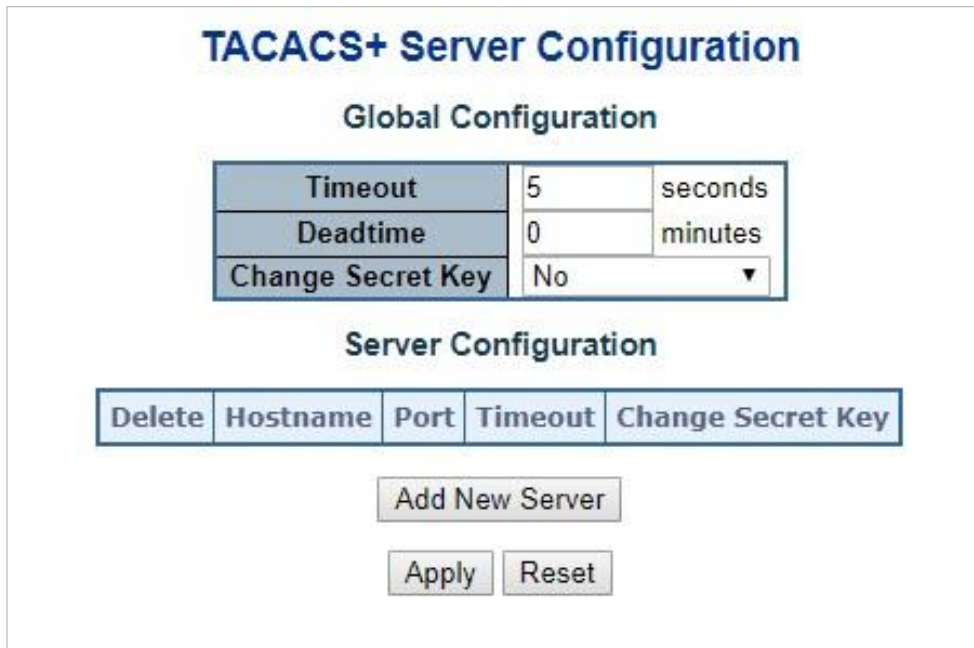 TACACS+ Server Configuration
Global Configuration
Timeout 5 seconds
Deadtime 0 minutes
Change Secret Key No
Server Configuration
Delete Hostname Port Timeout Change Secret Key
Add New Server
Apply Reset